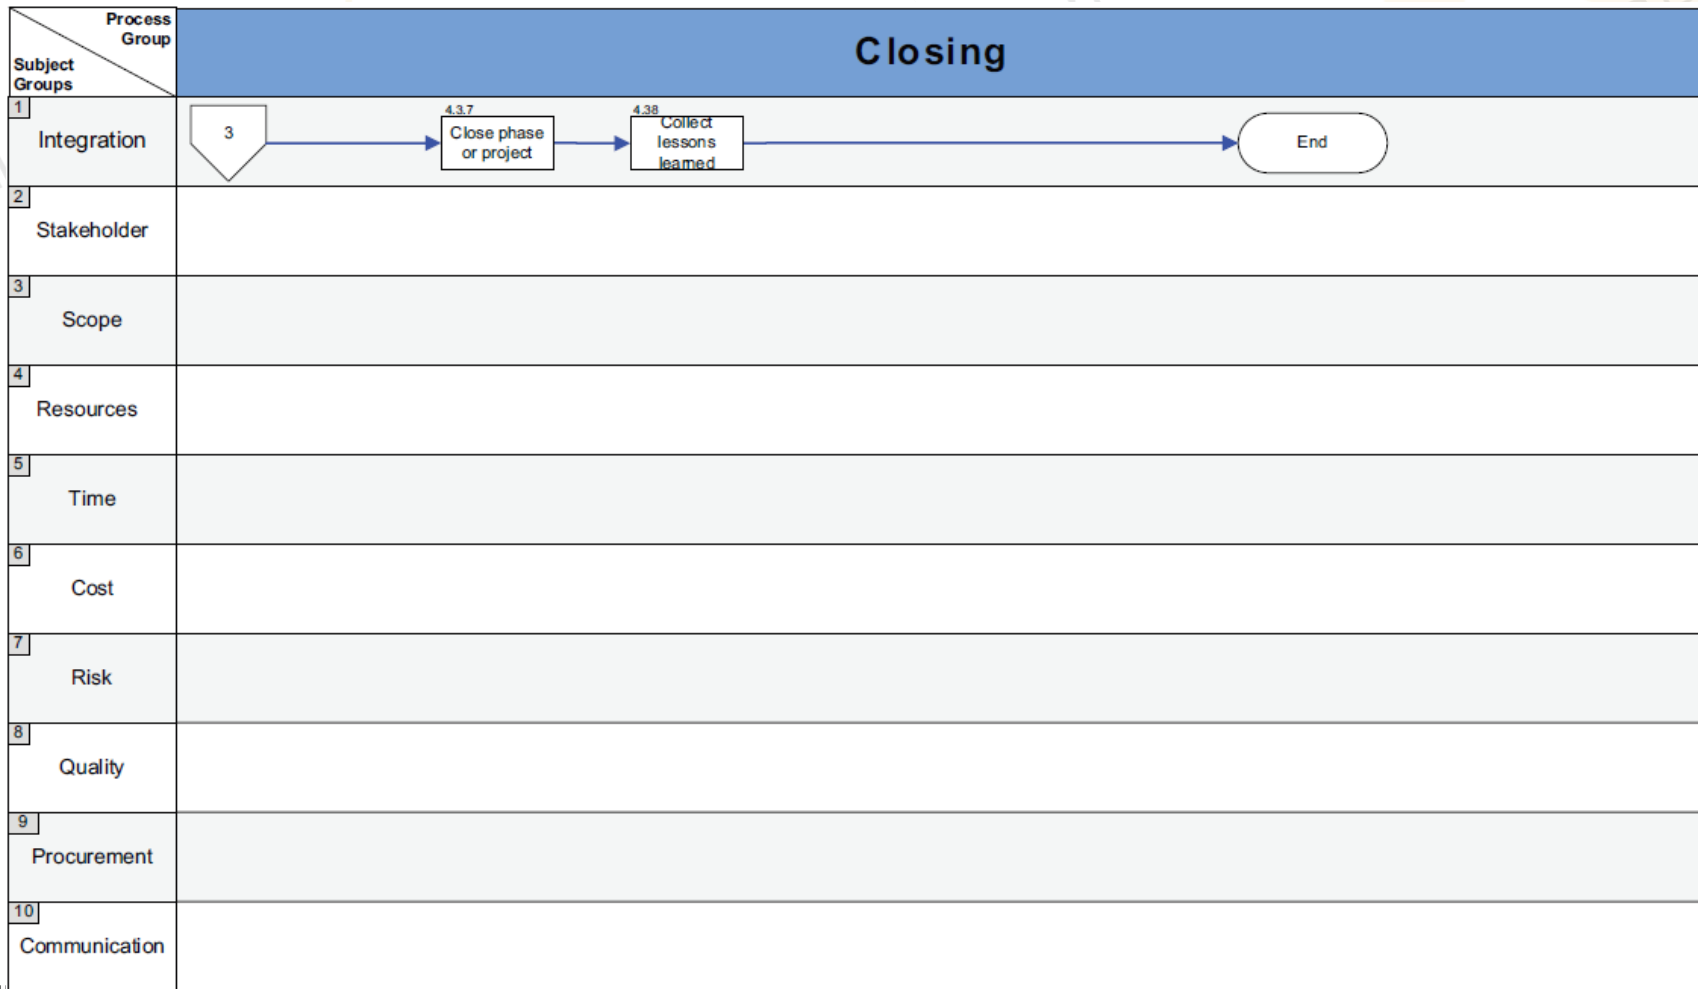 Process
Group
Subject
Groups
Closing
1
Integration
3
4.3.7
Close phase
or project
4.38
Collect
lessons
learned
End
2
Stakeholder
3
Scope
4
Resources
5
Time
6
Cost
7
Risk
8
Quality
9
Procurement
10
Communication